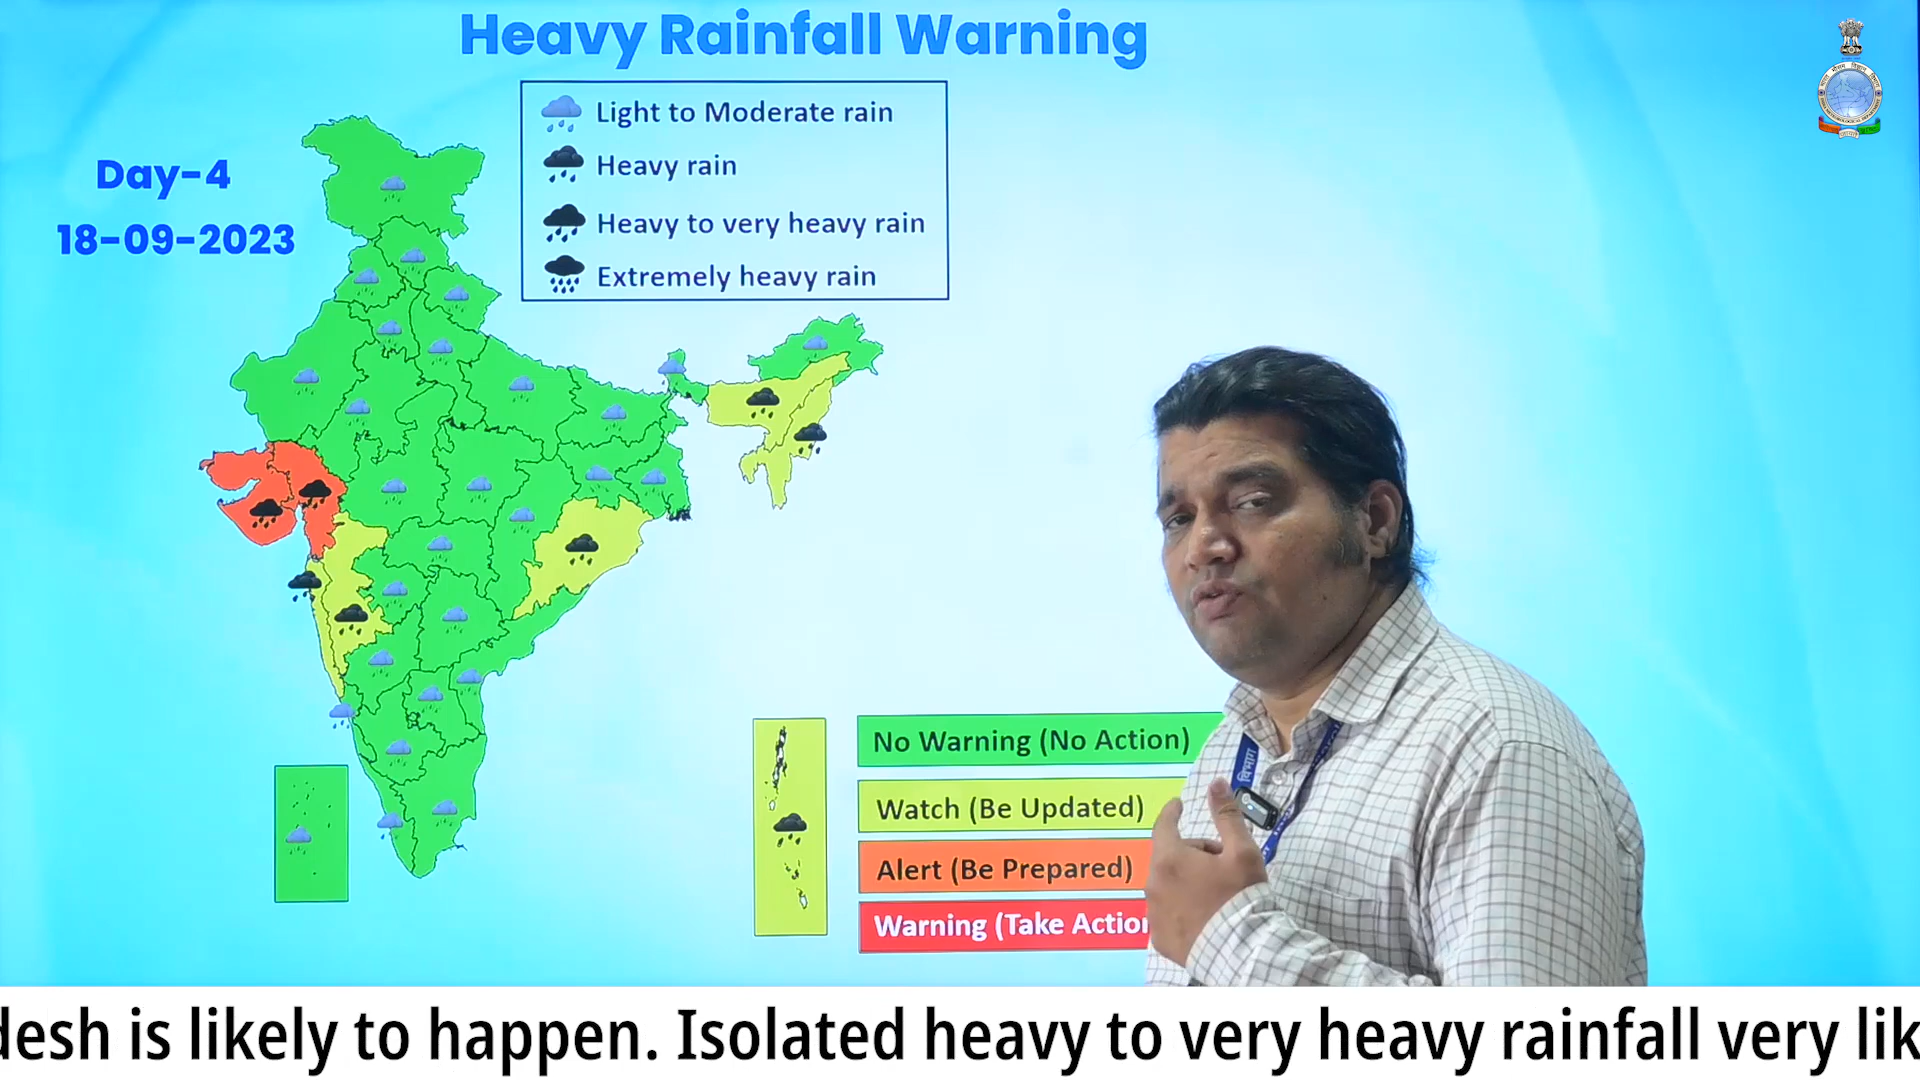 Heavy Rainfall Warning
Light to Moderate rain
Heavy rain
Heavy to very heavy rain
Extremely heavy rain
Day-4
18-09-2023
No Warning (No Action)
Watch (Be Updated)
Alert (Be Prepared)
Warning (Take Action
विभाग
desh is likely to happen. Isolated heavy to very heavy rainfall very lik